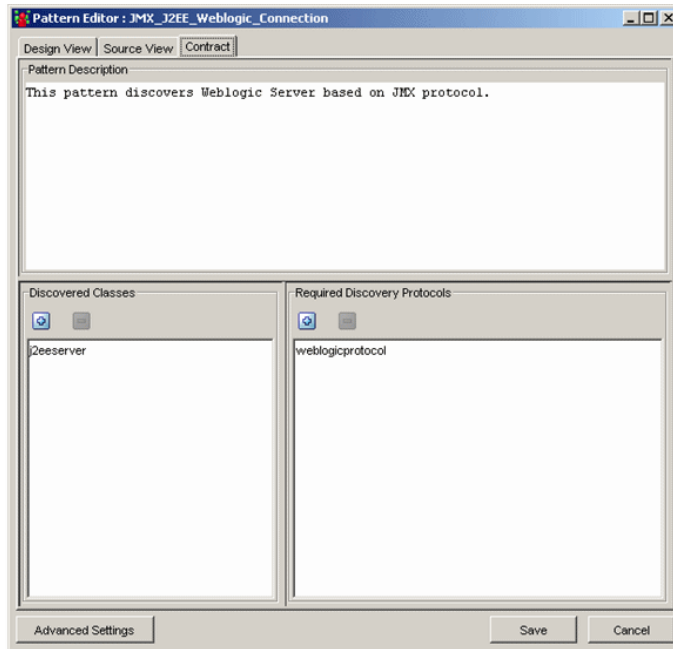 Pattern Editor : JMX_J2EE_Weblogic_Connection
Design View Source View Contract
Pattern Description
This pattern discovers Weblogic Server based on JMX protocol.
Discovered Classes
j2eeserver
Required Discovery Protocols
weblogicprotocol
Advanced Settings
Save
Cancel